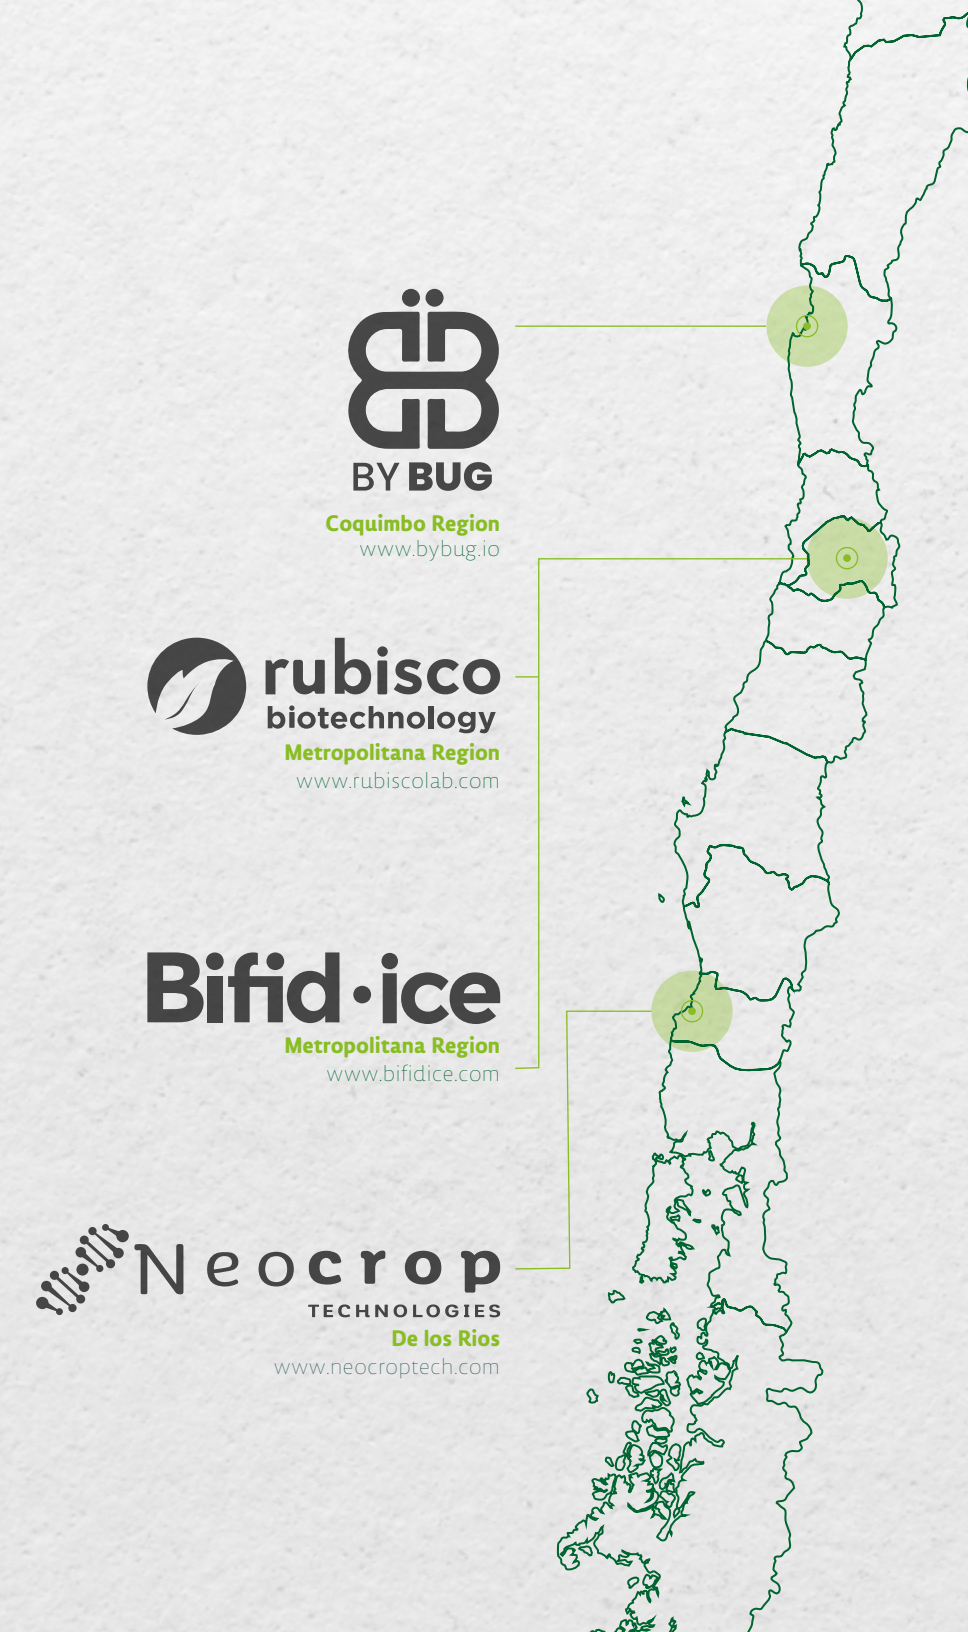 BY BUG
Coquimbo Region
www.bybug.io
rubisco
biotechnology
Metropolitana Region
www.rubiscolab.com
Bifid·ice
Metropolitana Region
www.bifidice.com
Neocrop
TECHNOLOGIES
De los Rios
www.neocroptech.com